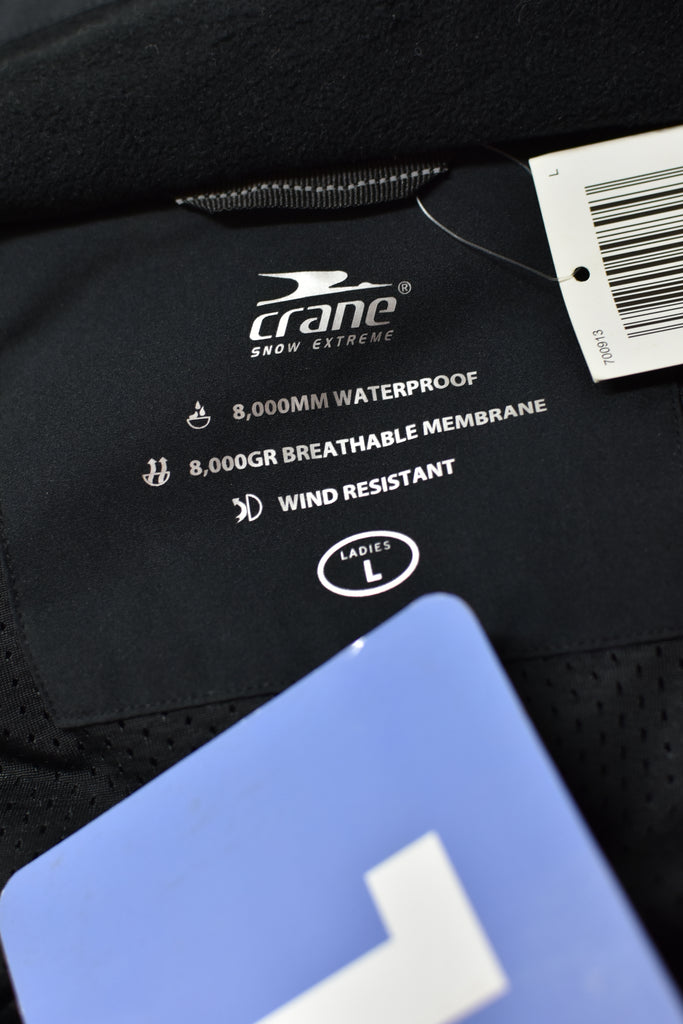 crane®
SNOW EXTREME
8,000MM WATERPROOF
8,000GR BREATHABLE MEMBRANE
WIND RESISTANT
LADIES
L
L
700913
L